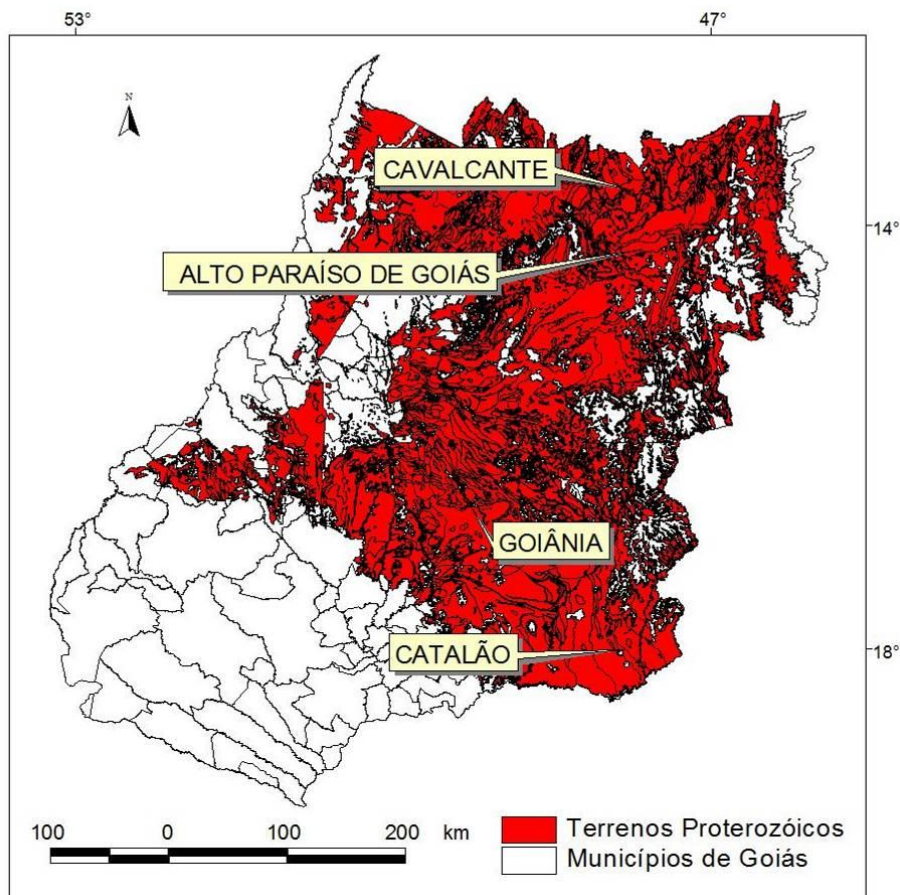 53°
47°
N
CAVALCANTE
14°
ALTO PARAÍSO DE GOIÁS
GOIÂNIA
CATALÃO
18°
100 0 100 200 km
Terrenos Proterozóicos
Municípios de Goiás